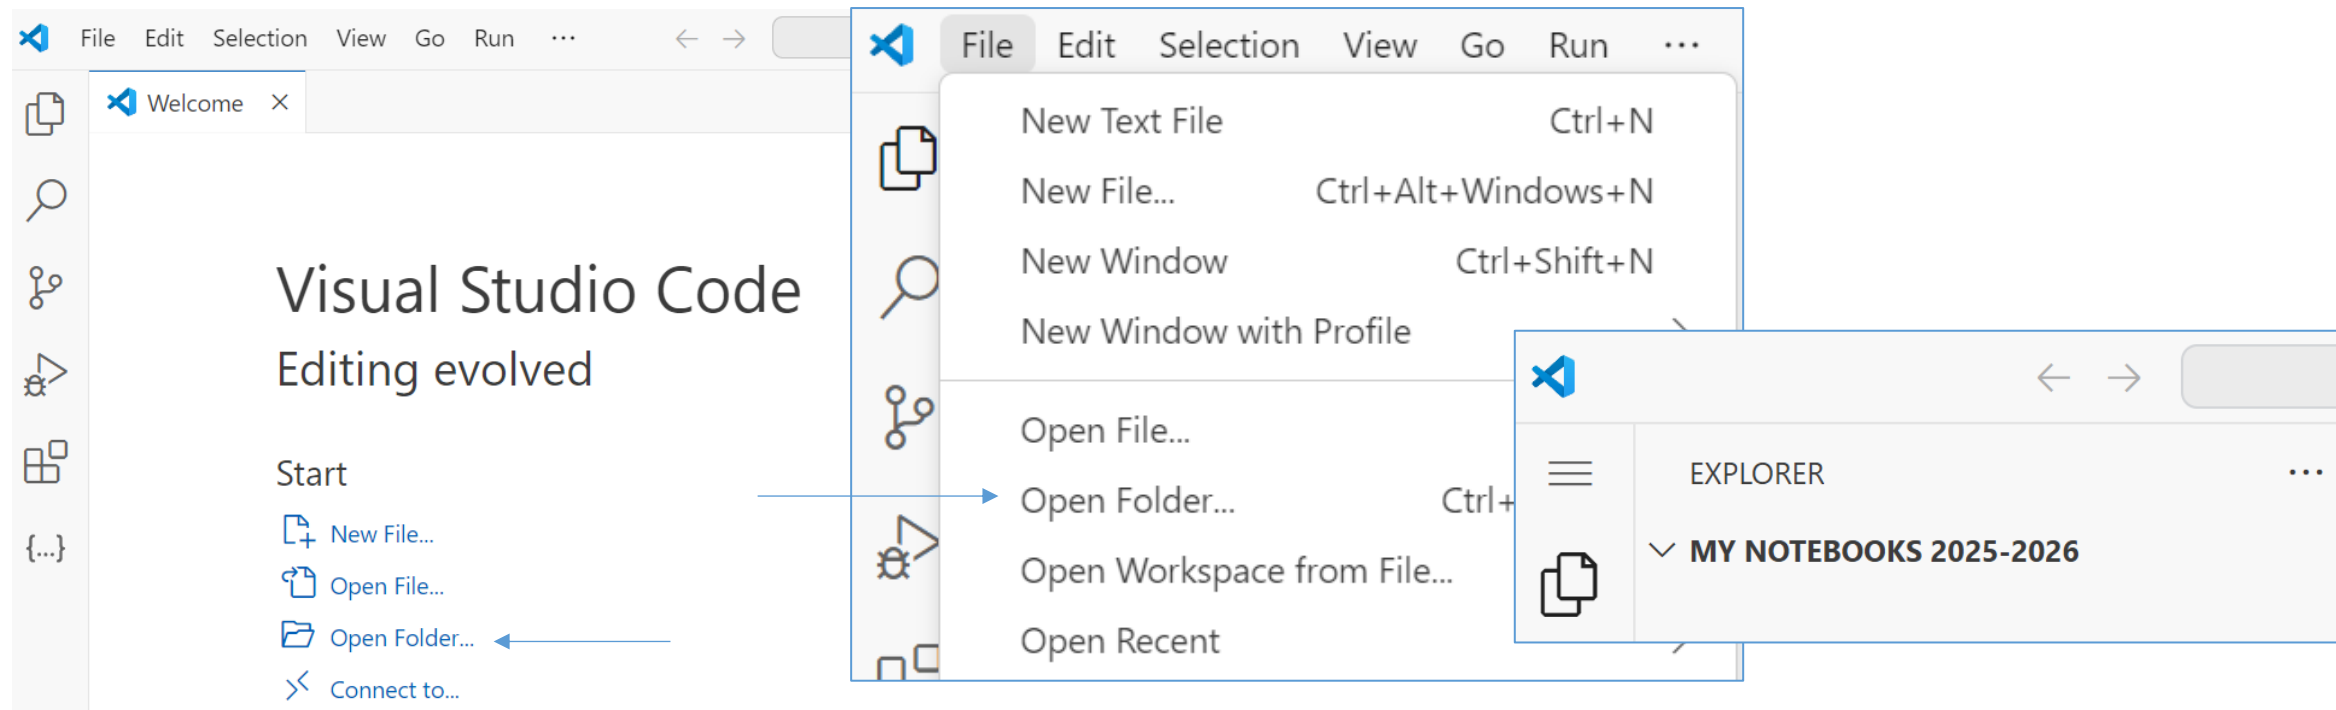 File Edit Selection View Go Run ...
Welcome
Visual Studio Code
Editing evolved
Start
New File...
Open File...
Open Folder...
Connect to...
{...}
File Edit Selection View Go Run ...
New Text File Ctrl+N
New File... Ctrl+Alt+Windows+N
New Window Ctrl+Shift+N
New Window with Profile
Open File...
Open Folder... Ctrl+
Open Workspace from File...
Open Recent
EXPLORER ...
MY NOTEBOOKS 2025-2026